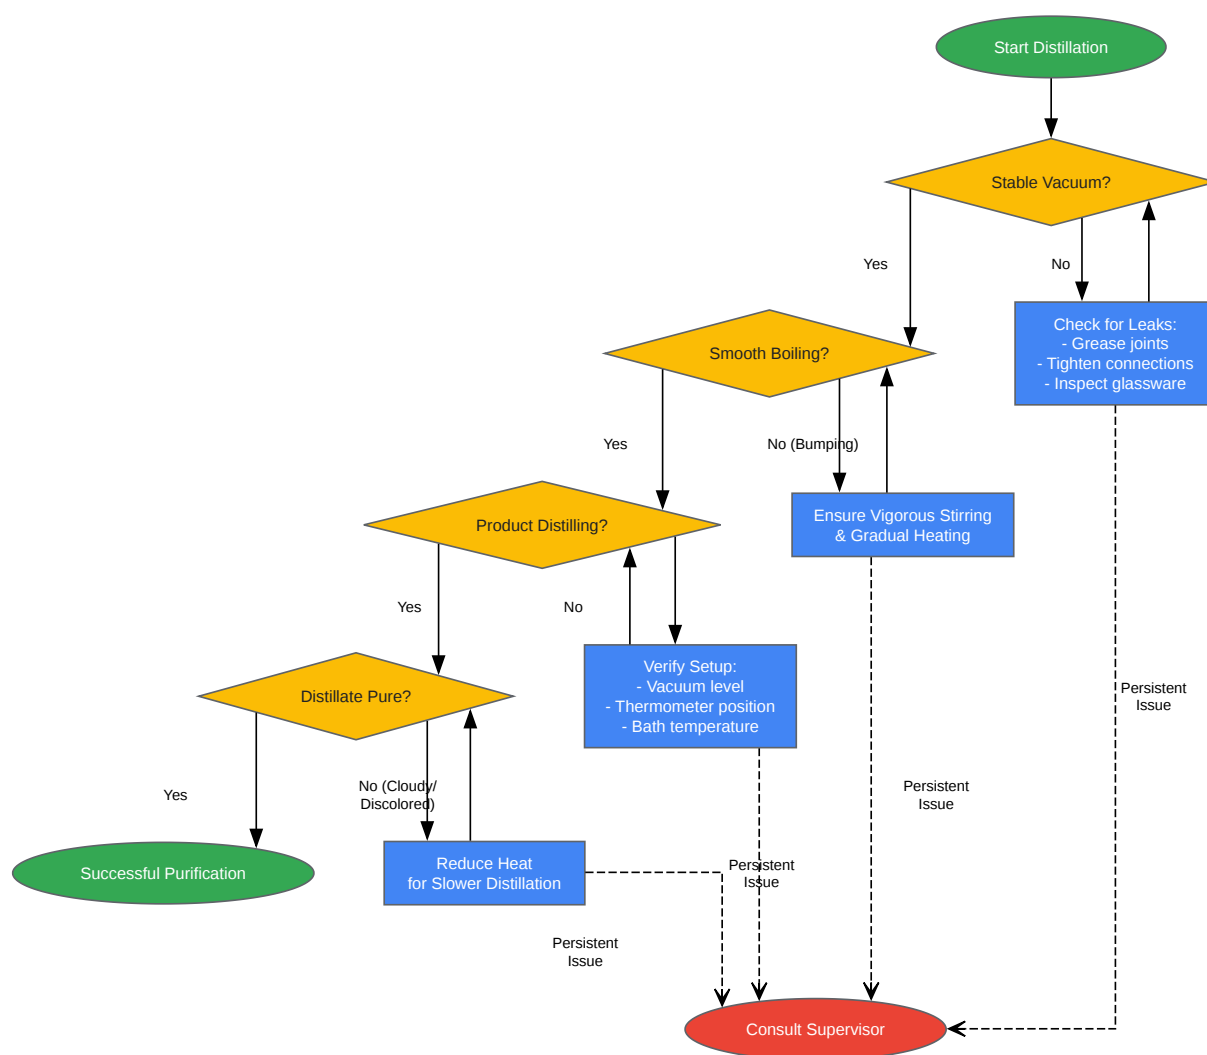 Start Distillation
Stable Vacuum?
Yes
No
Check for Leaks:
- Grease joints
- Tighten connections
- Inspect glassware
Smooth Boiling?
Yes
No (Bumping)
Ensure Vigorous Stirring
& Gradual Heating
Product Distilling?
Yes
No
Verify Setup:
- Vacuum level
- Thermometer position
- Bath temperature
Distillate Pure?
Persistent
Issue
Yes
No (Cloudy/
Discolored)
Persistent
Issue
Successful Purification
Reduce Heat
for Slower Distillation
Persistent
Issue
Persistent
Issue
Consult Supervisor